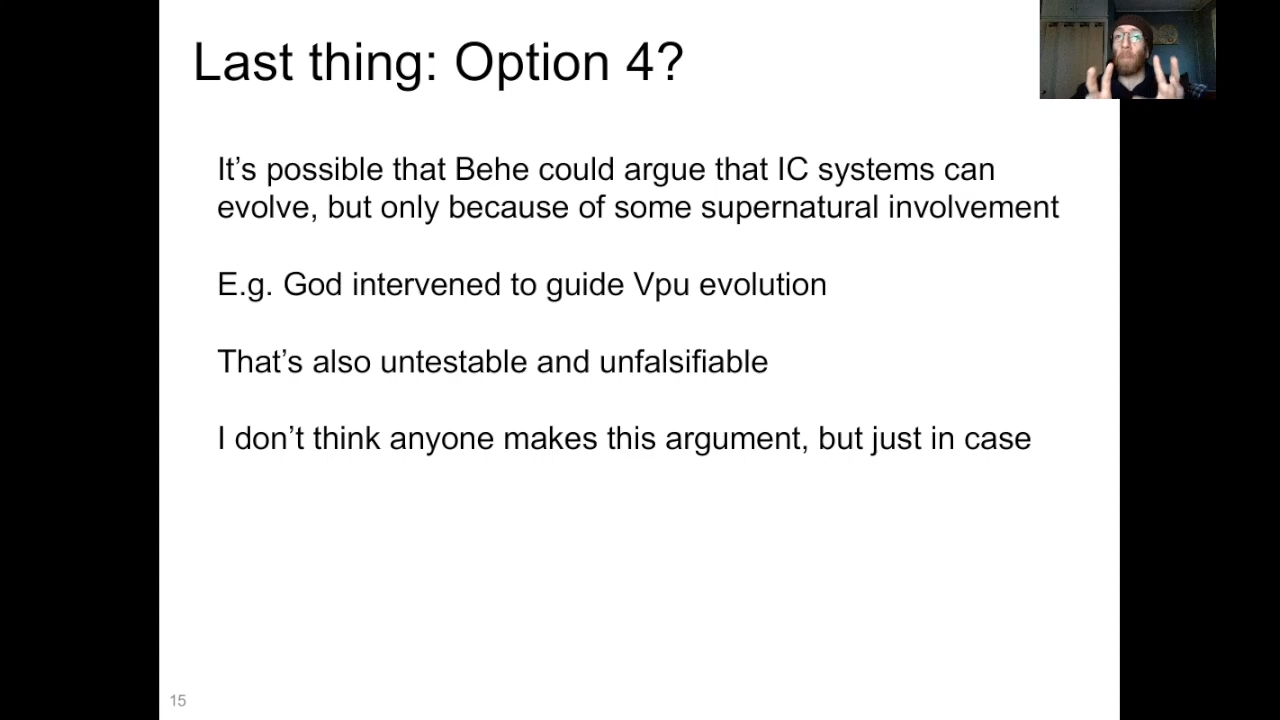 Last thing: Option 4?
It’s possible that Behe could argue that IC systems can
evolve, but only because of some supernatural involvement
E.g. God intervened to guide Vpu evolution
That’s also untestable and unfalsifiable
I don’t think anyone makes this argument, but just in case
15